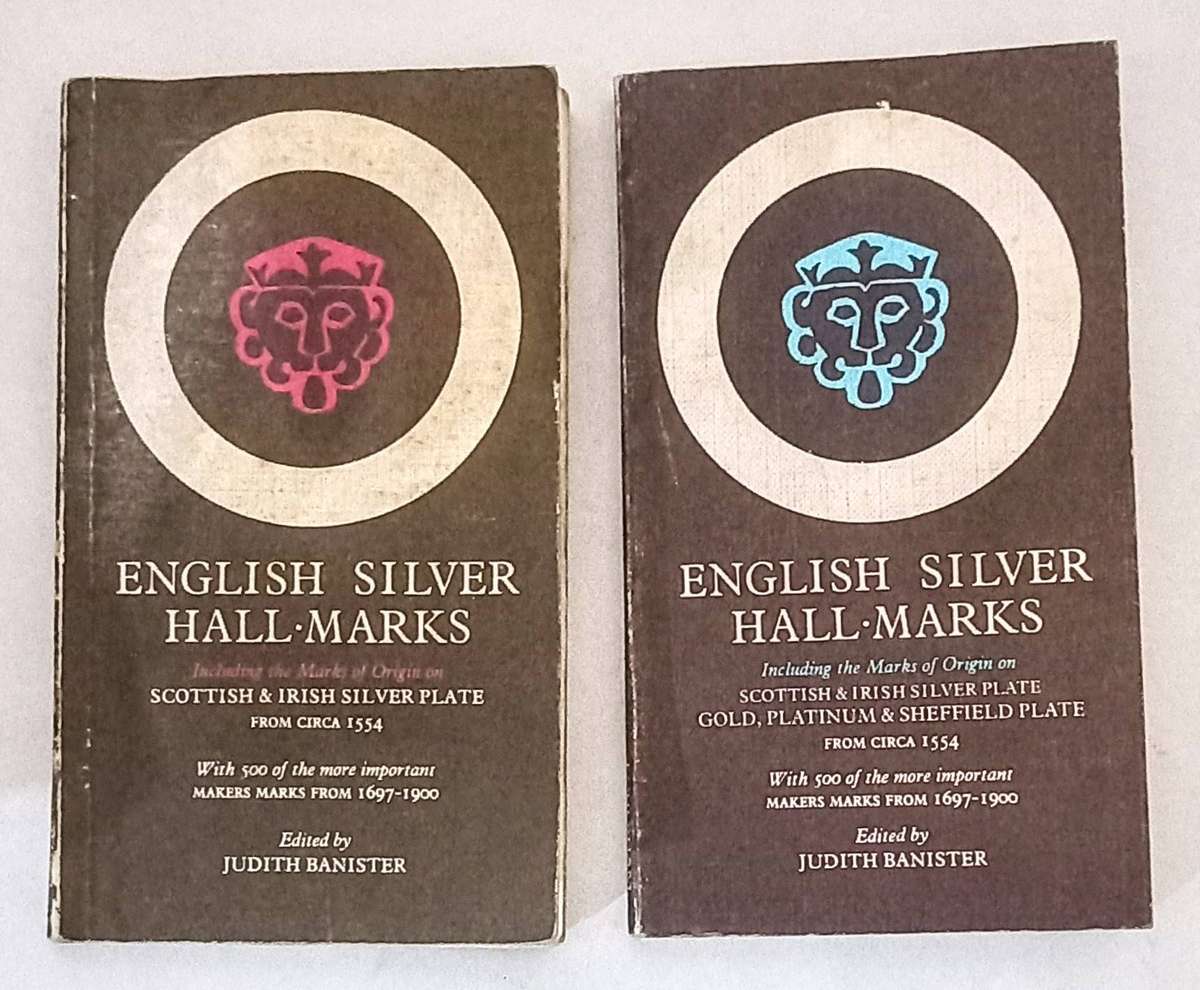 ENGLISH SILVER
HALL·MARKS
Including the Marks of Origin on
SCOTTISH & IRISH SILVER PLATE
FROM CIRCA 1554
With 500 of the more important
MAKERS MARKS FROM 1697-1900
Edited by
JUDITH BANISTER
ENGLISH SILVER
HALL·MARKS
Including the Marks of Origin on
SCOTTISH & IRISH SILVER PLATE
GOLD, PLATINUM & SHEFFIELD PLATE
FROM CIRCA 1554
With 500 of the more important
MAKERS MARKS FROM 1697-1900
Edited by
JUDITH BANISTER